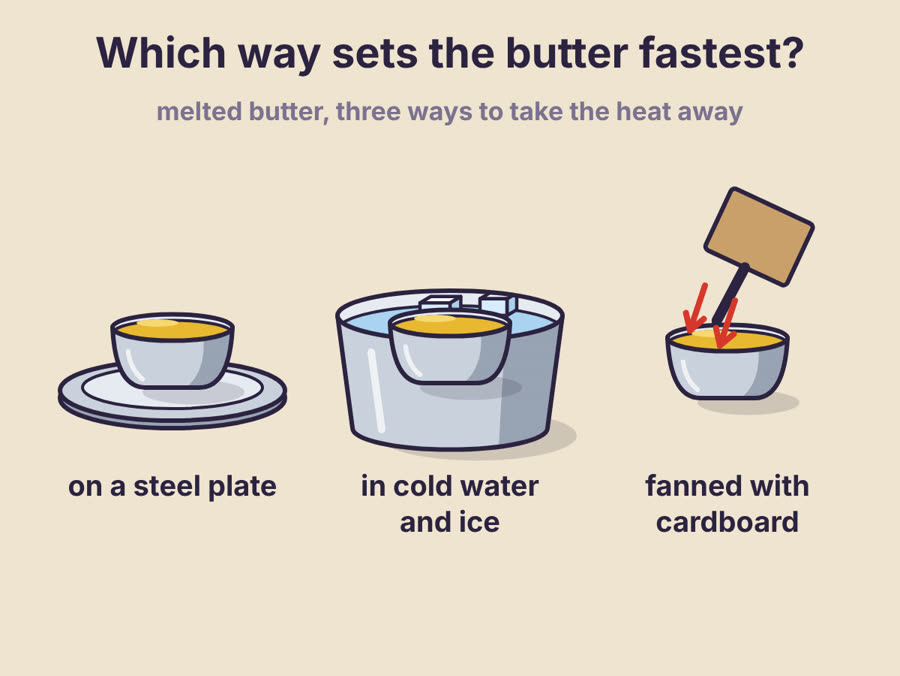 Which way sets the butter fastest?
melted butter, three ways to take the heat away
on a steel plate
in cold water
and ice
fanned with
cardboard